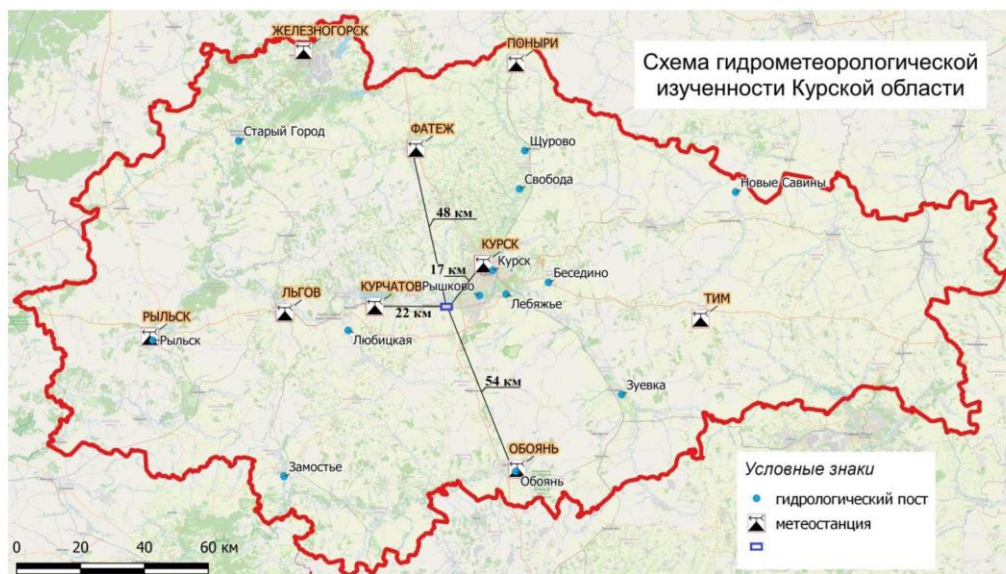 Схема гидрометеорологической
изученности Курской области
ЖЕЛЕЗНОГОРСК
ПОНЫРИ
Старый Город
ФАТЕЖ
Щурово
Свобода
Новые Савины
48 км
КУРСК
Курск
17 км
Беседино
КУРЧАТОВ
Рышково
Лебяжье
ЛЬГОВ
22 км
ТИМ
РЫЛЬСК
Рыльск
Любицкая
54 км
Зуевка
ОБОЯНЬ
Обоянь
Замостье
Условные знаки
гидрологический пост
метеостанция
0 20 40 60 км